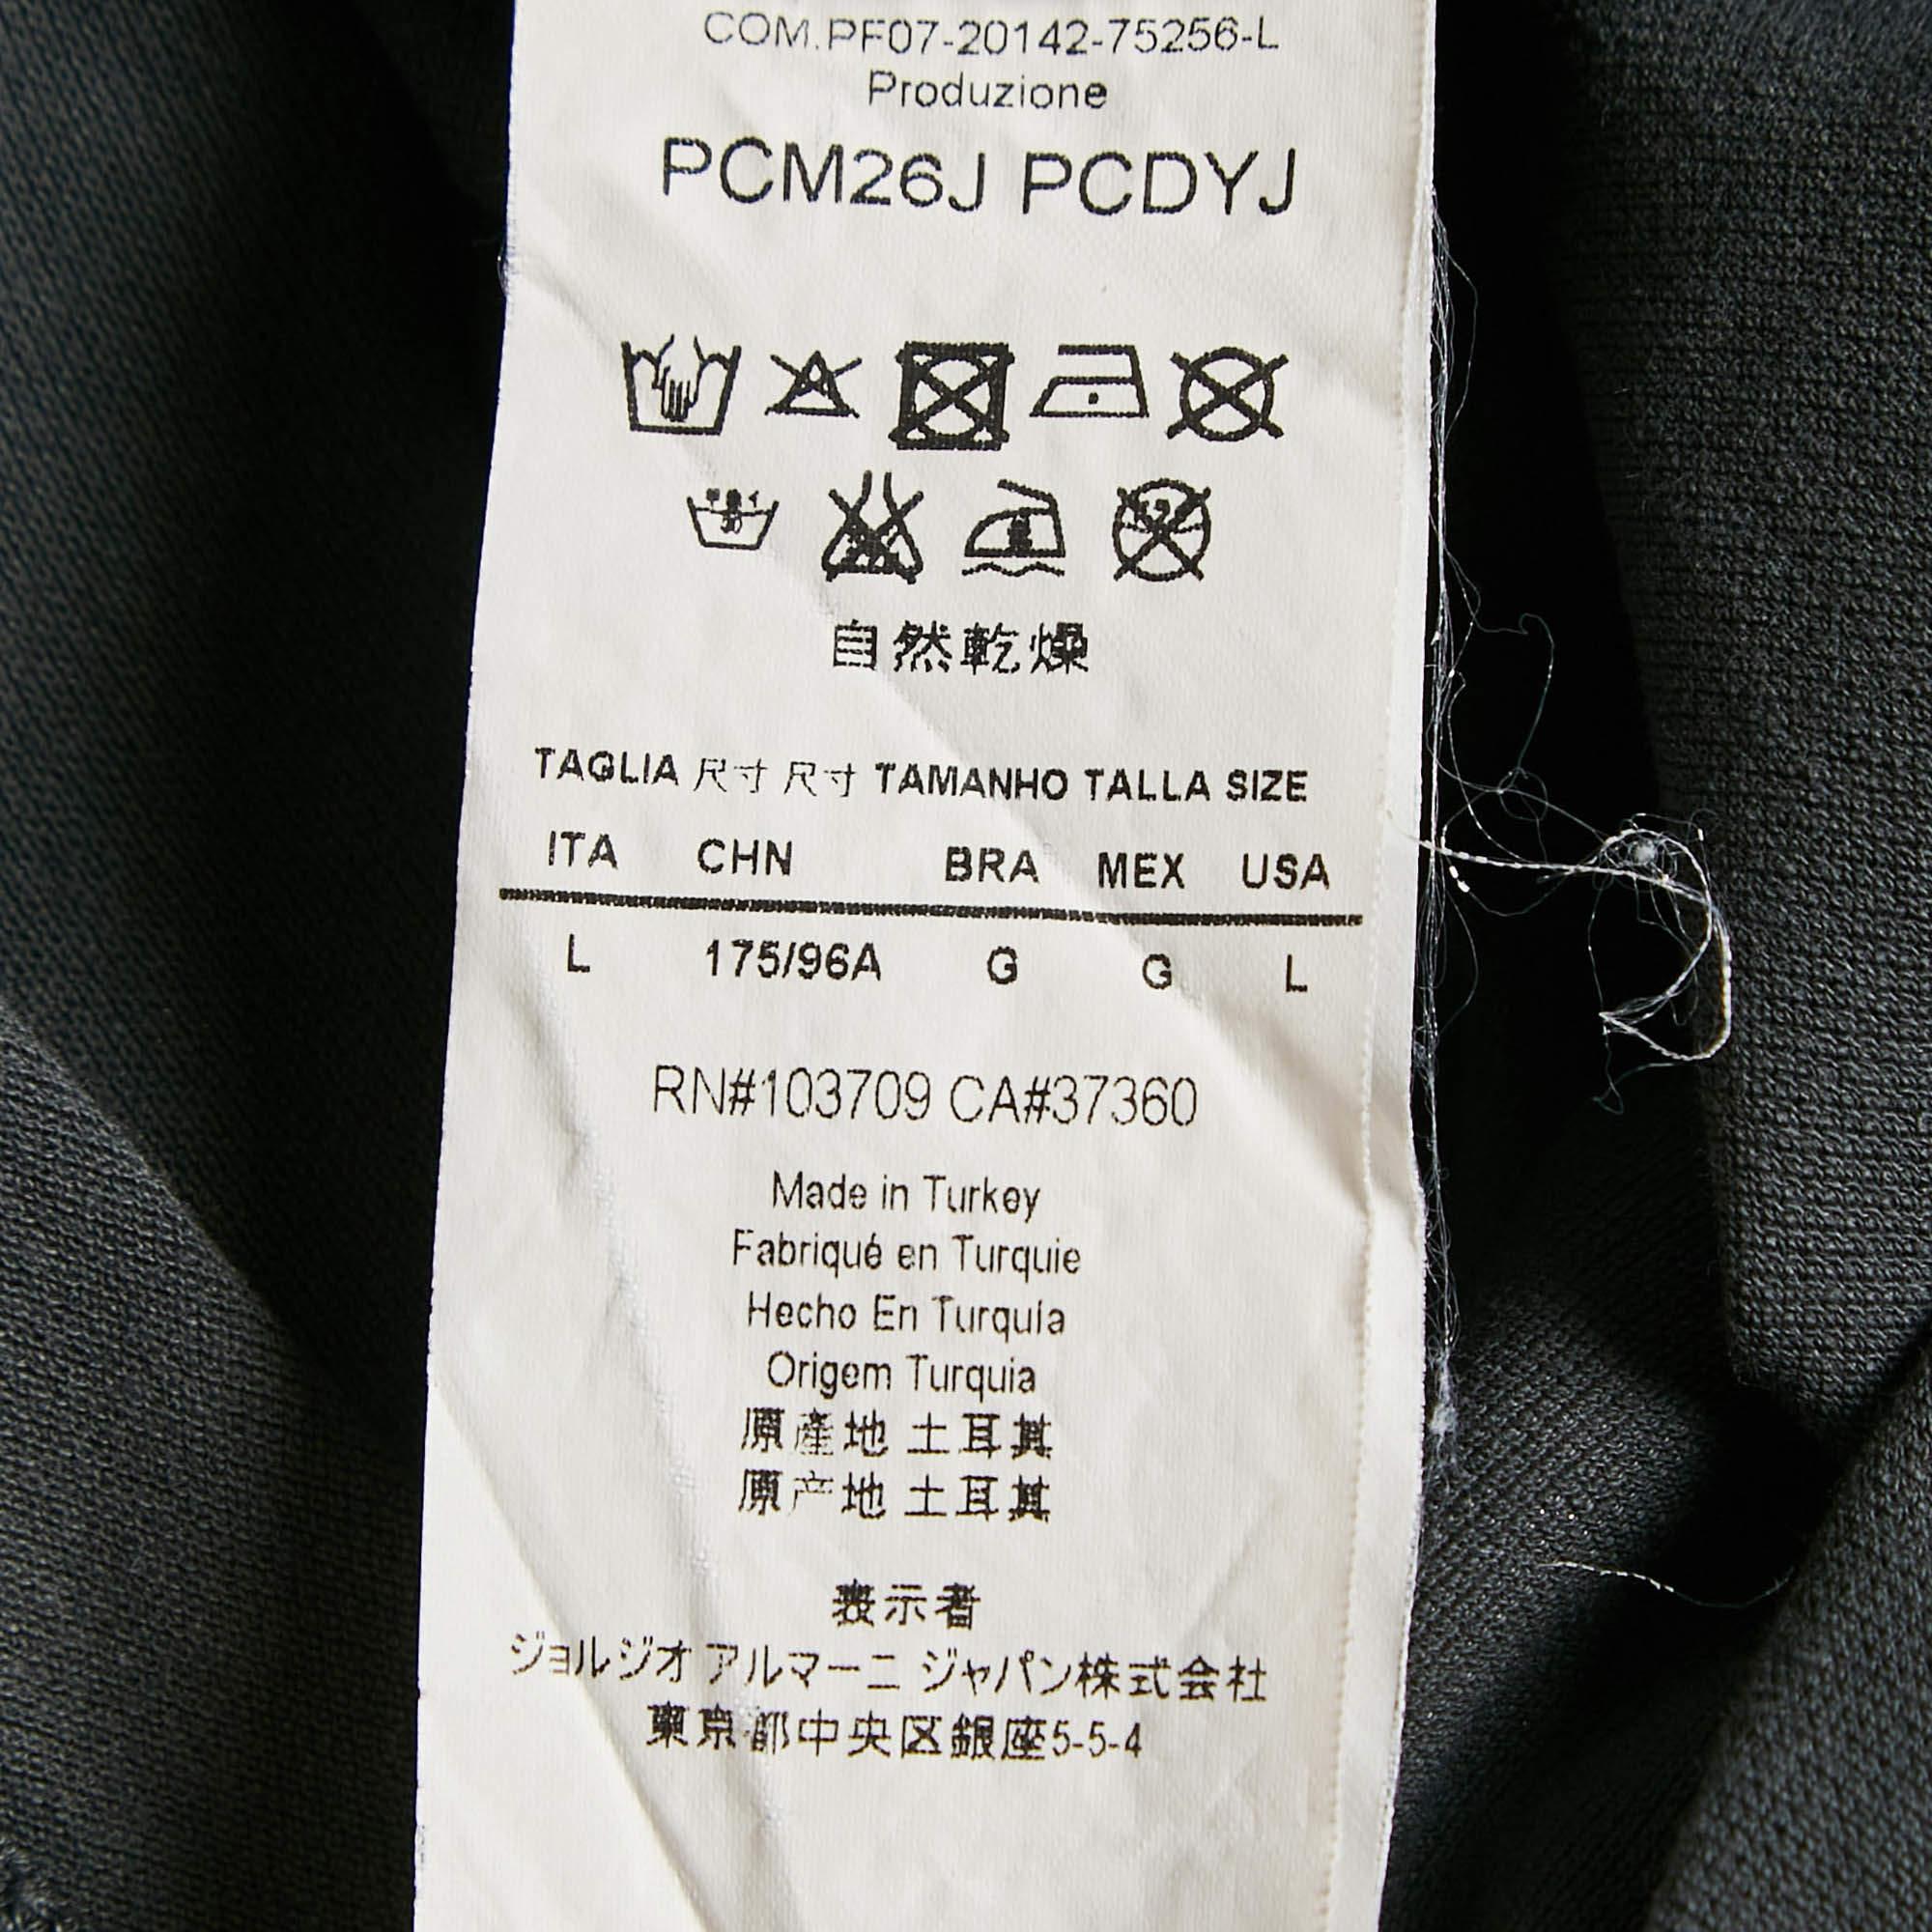 COM.PF07-20142-75256-L
Produzione
PCM26J PCDYJ
自然乾燥
TAGLIA 尺寸 尺寸 TAMANHO TALLA SIZE
ITA CHN BRA MEX USA
L 175/96A G G L
RN#103709 CA#37360
Made in Turkey
Fabriqué en Turquie
Hecho En Turquía
Origem Turquia
原產地 土耳其
原产地 土耳其
表示者
ジョルジオ アルマーニ ジャパン株式会社
東京都中央区銀座5-5-4